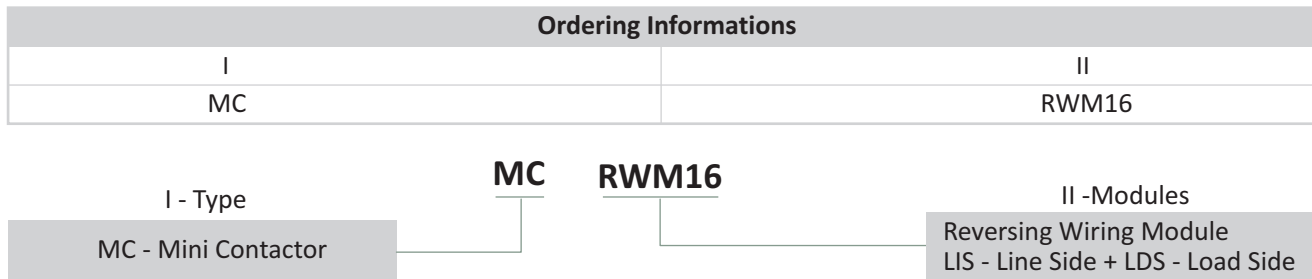 Ordering Informations
I II
MC RWM16
MC RWM16
I - Type
II -Modules
MC - Mini Contactor
Reversing Wiring Module
LIS - Line Side + LDS - Load Side